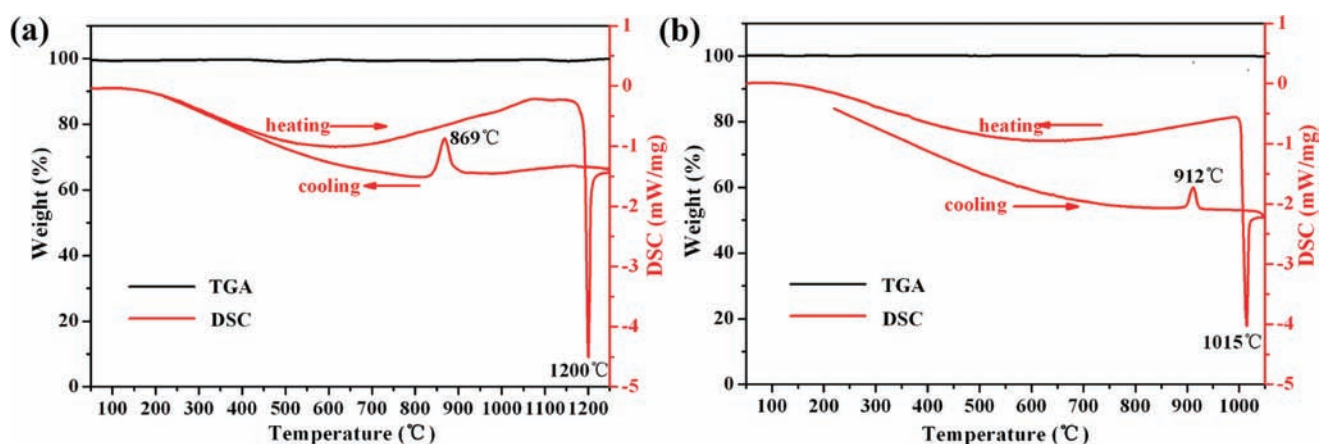 (a)
Weight (%)
100
80
60
40
20
0
heating
869℃
cooling
TGA
DSC
1200℃
1
0
-1
-2
-3
-4
-5
DSC (mW/mg)
100 200 300 400 500 600 700 800 900 1000 1100 1200
Temperature (℃)
(b)
Weight (%)
100
80
60
40
20
0
heating
912℃
cooling
TGA
DSC
1015℃
1
0
-1
-2
-3
-4
-5
DSC (mW/mg)
100 200 300 400 500 600 700 800 900 1000
Temperature (℃)